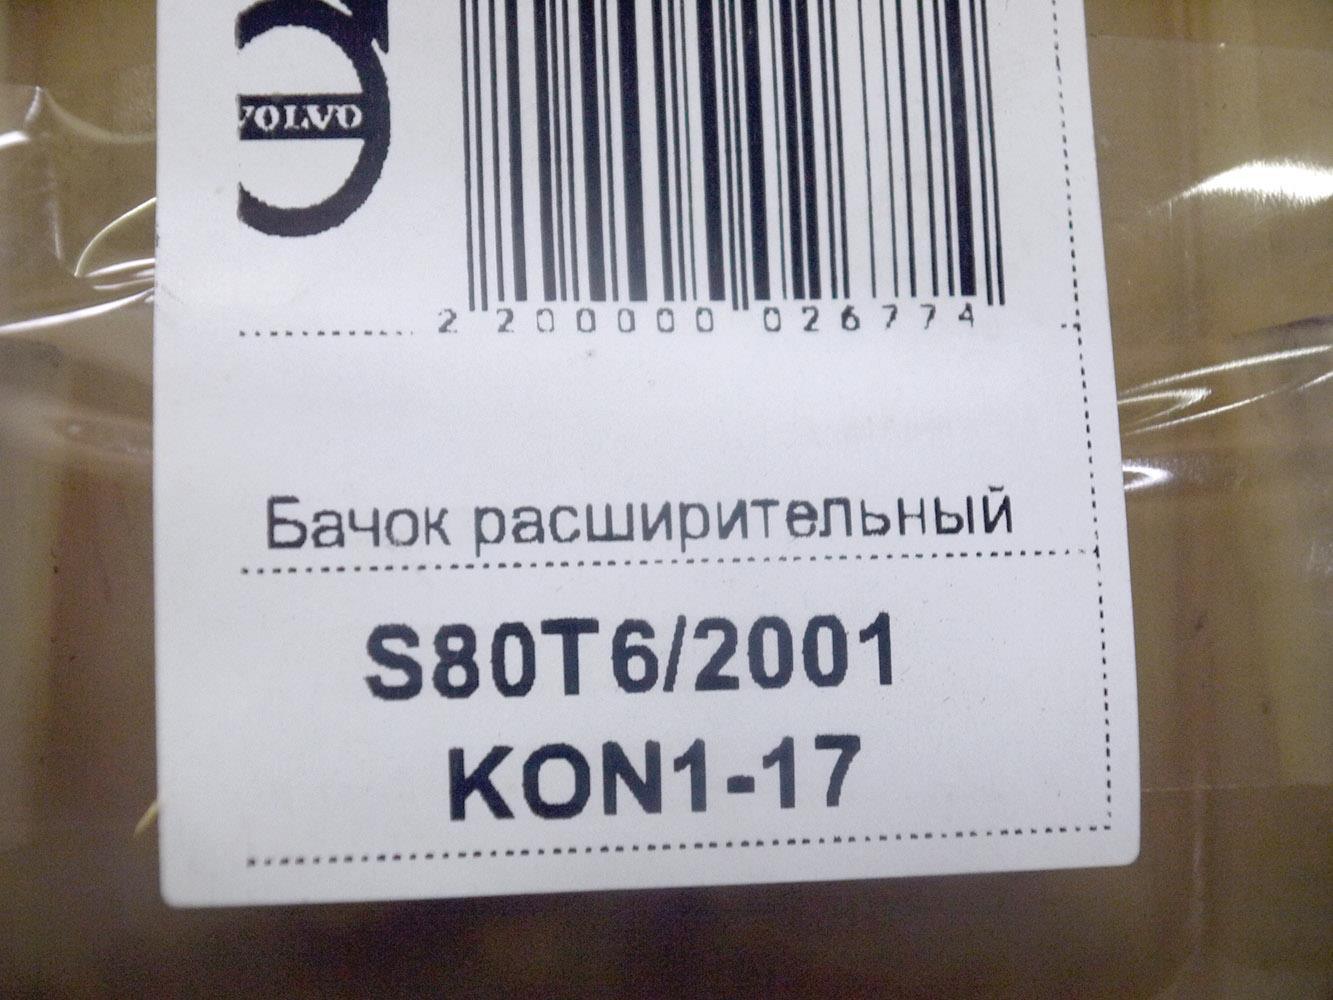 VOLVO
2 200000 026774
Бачок расширительный
S80T6/2001
KON1-17